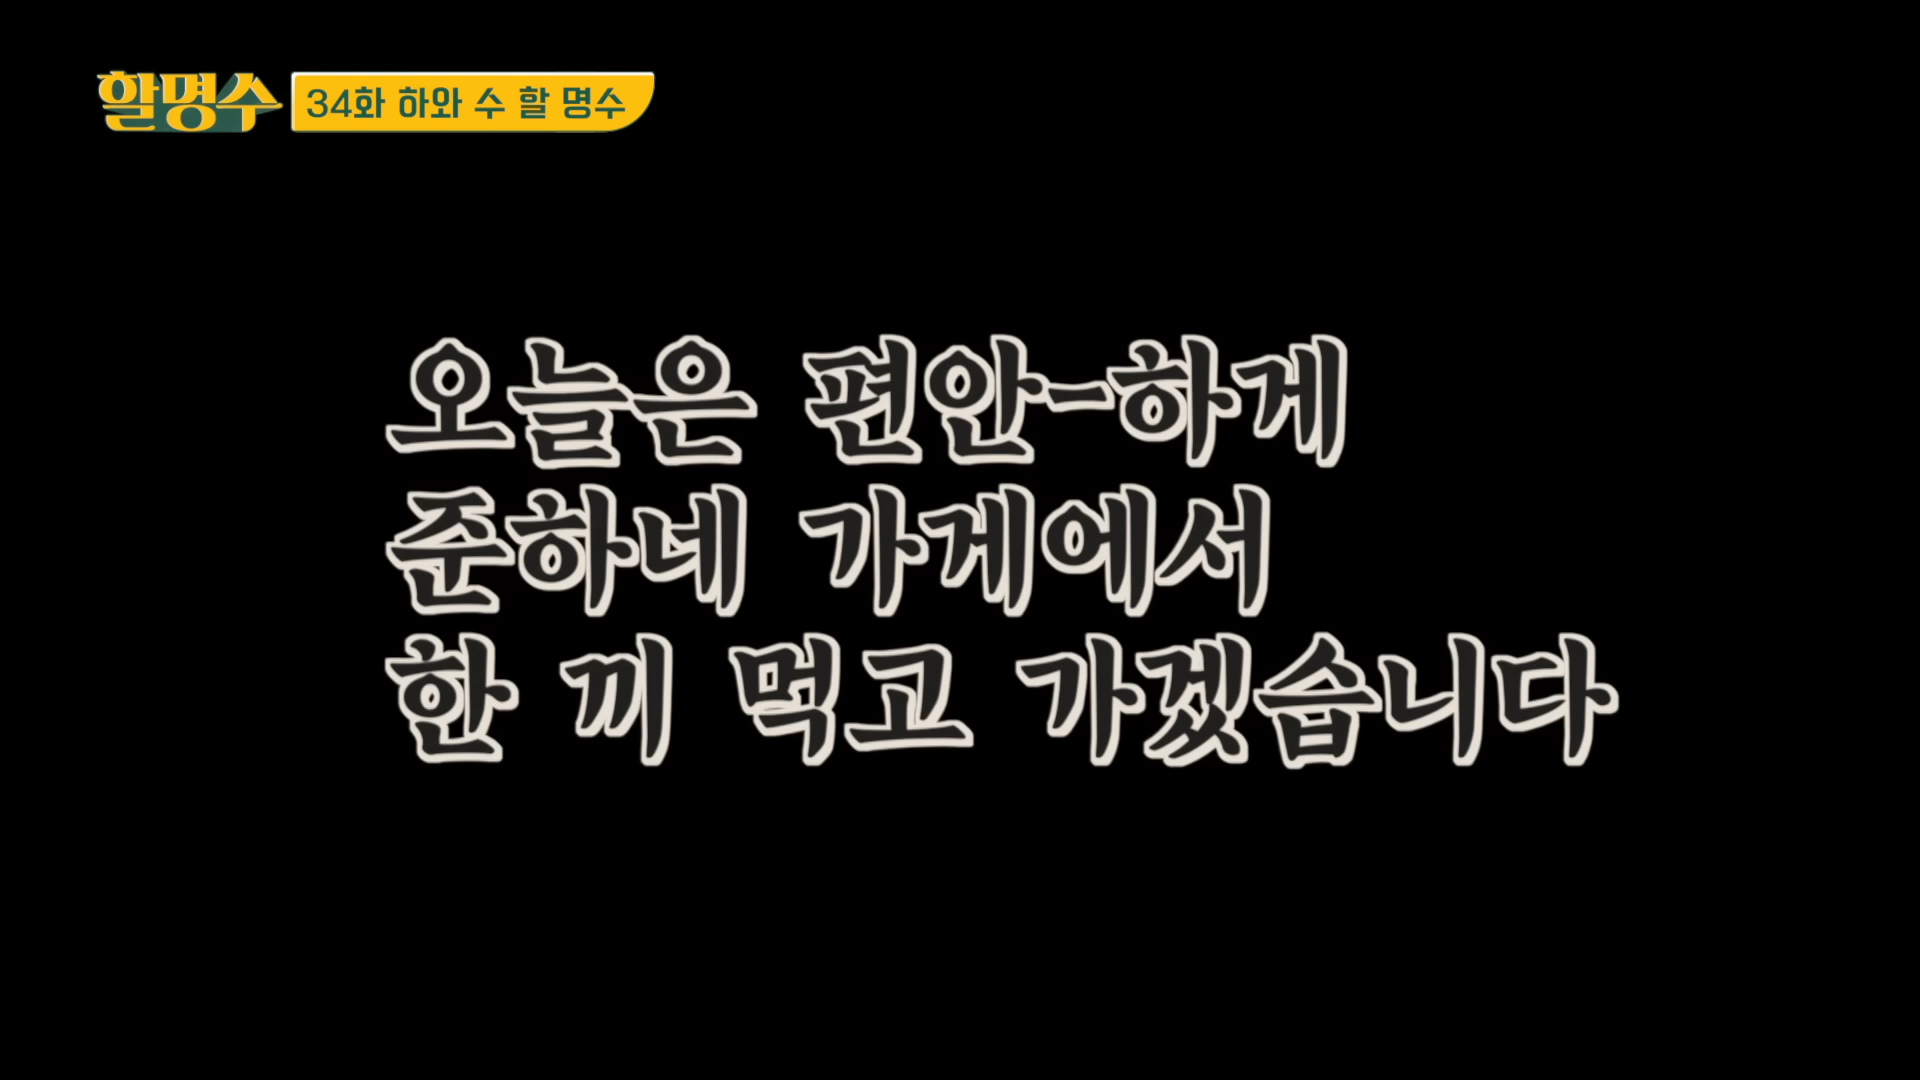 할명수 34화 하와 수 할 명수
오늘은 편안-하게
준하네 가게에서
한 끼 먹고 가겠습니다